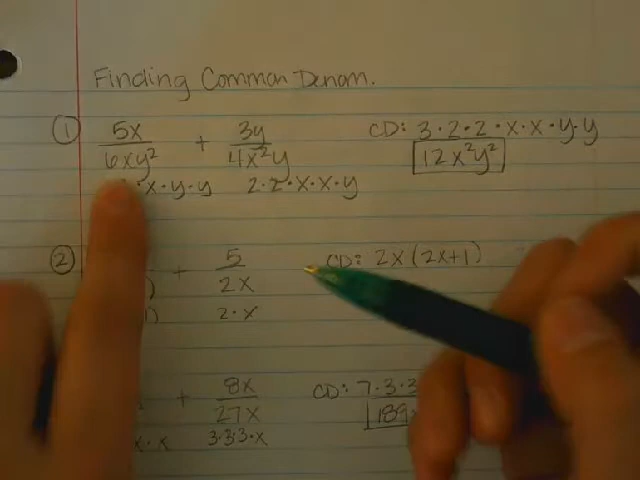 Finding Common Denom.
① 5x/6xy² + 3y/4x²y CD: 3·2·2·x·x·y·y
12x²y²
·x·y·y 2·2·x·x·y
② + 5/2x CD: 2x(2x+1)
) 2·x
+ 8x/27x CD: 7·3·3
189
x·x 3·3·3·x